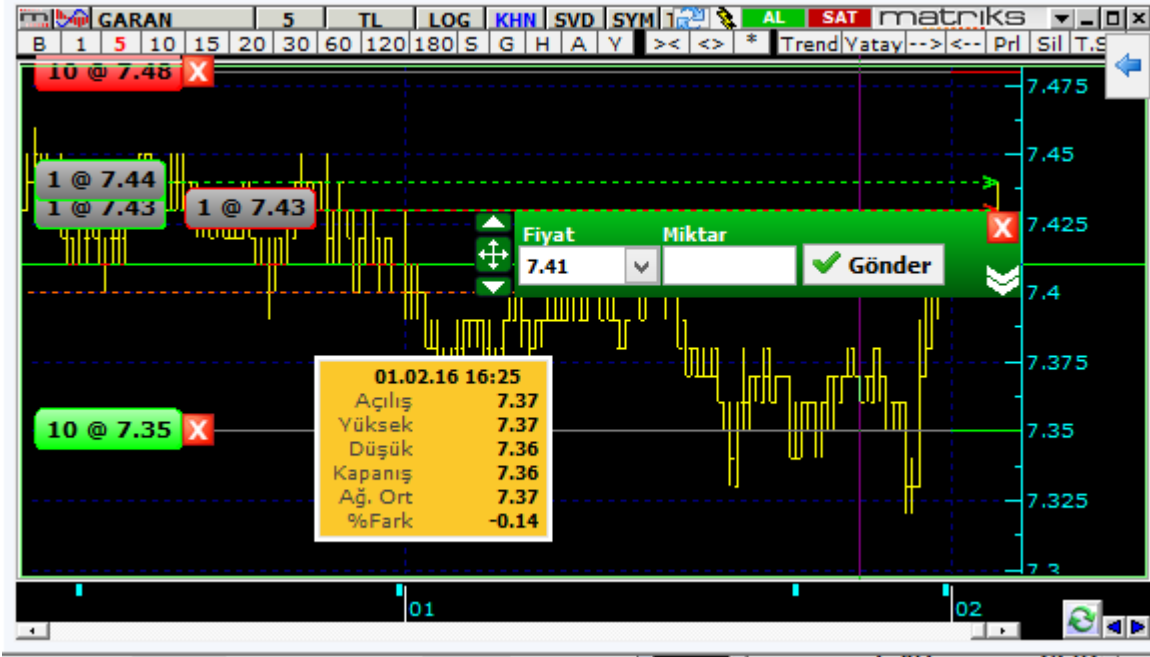 GARAN 5 TL LOG KHN SVD SYM AL SAT matriks
B 1 5 10 15 20 30 60 120 180 S G H A Y >< <> * Trend Yatay --> <-- Prl Sil T.S
10 @ 7.48 X
7.475
7.45
1 @ 7.44
1 @ 7.43
1 @ 7.43
7.425
Fiyat Miktar X
7.41 Gönder
7.4
7.375
01.02.16 16:25
Açılış 7.37
Yüksek 7.37
Düşük 7.36
Kapanış 7.36
Ağ. Ort 7.37
%Fark -0.14
10 @ 7.35 X
7.35
7.325
7.3
01 02